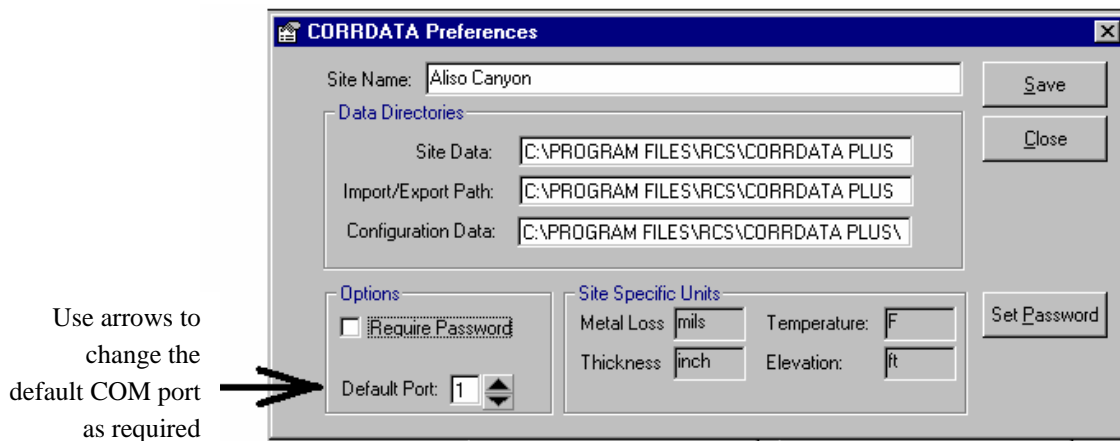 CORRDATA Preferences
Site Name: Aliso Canyon
Save
Data Directories
Close
Site Data: C:\PROGRAM FILES\RCS\CORRDATA PLUS
Import/Export Path: C:\PROGRAM FILES\RCS\CORRDATA PLUS
Configuration Data: C:\PROGRAM FILES\RCS\CORRDATA PLUS\
Options
Require Password
Default Port: 1
Site Specific Units
Metal Loss mils Temperature: F
Thickness inch Elevation: ft
Set Password
Use arrows to
change the
default COM port
as required